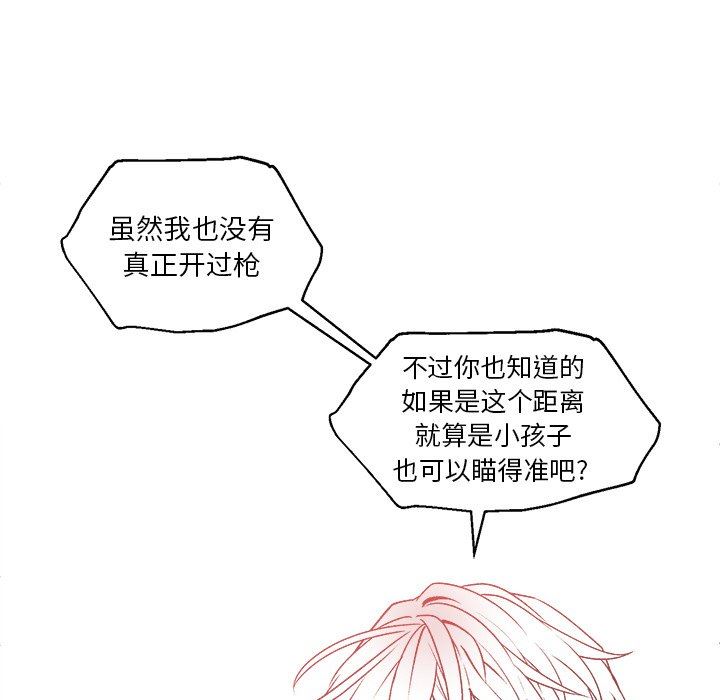 虽然我也没有
真正开过枪
不过你也知道的
如果是这个距离
就算是小孩子
也可以瞄得准吧?